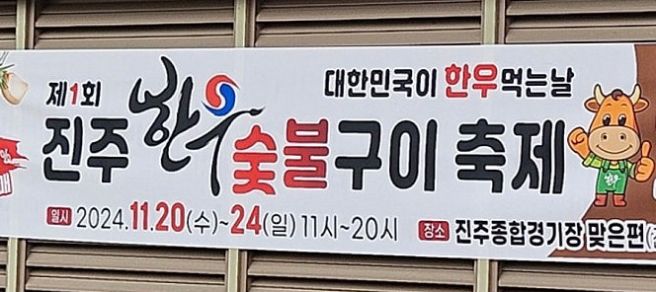 대한민국이 한우먹는날
제1회
진주 한우 숯불구이 축제
일시 2024.11.20(수)~24(일) 11시~20시 장소 진주종합경기장 맞은편